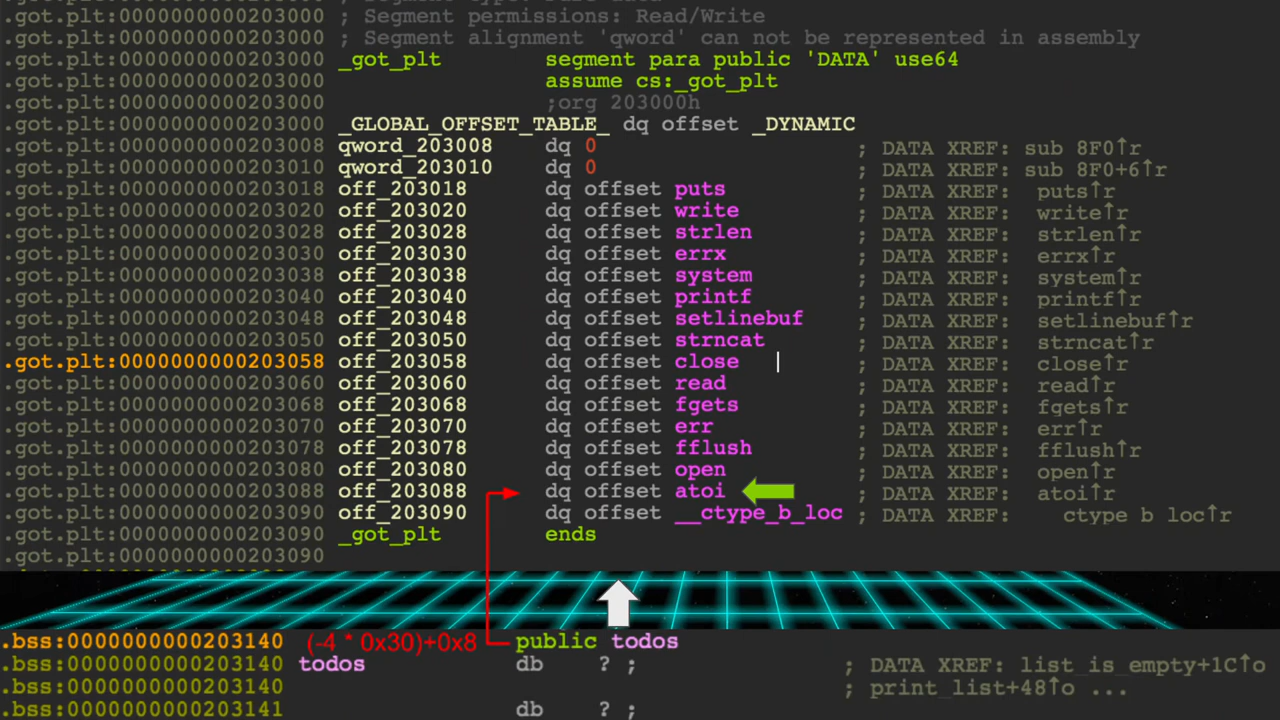 ; Segment permissions: Read/Write
.got.plt:0000000000203000 ; Segment alignment 'qword' can not be represented in assembly
.got.plt:0000000000203000 _got_plt segment para public 'DATA' use64
.got.plt:0000000000203000 assume cs:_got_plt
.got.plt:0000000000203000 ;org 203000h
.got.plt:0000000000203000 _GLOBAL_OFFSET_TABLE_ dq offset _DYNAMIC
.got.plt:0000000000203008 qword_203008 dq 0 ; DATA XREF: sub 8F0↑r
.got.plt:0000000000203010 qword_203010 dq 0 ; DATA XREF: sub 8F0+6↑r
.got.plt:0000000000203018 off_203018 dq offset puts ; DATA XREF: puts↑r
.got.plt:0000000000203020 off_203020 dq offset write ; DATA XREF: write↑r
.got.plt:0000000000203028 off_203028 dq offset strlen ; DATA XREF: strlen↑r
.got.plt:0000000000203030 off_203030 dq offset errx ; DATA XREF: errx↑r
.got.plt:0000000000203038 off_203038 dq offset system ; DATA XREF: system↑r
.got.plt:0000000000203040 off_203040 dq offset printf ; DATA XREF: printf↑r
.got.plt:0000000000203048 off_203048 dq offset setlinebuf ; DATA XREF: setlinebuf↑r
.got.plt:0000000000203050 off_203050 dq offset strncat ; DATA XREF: strncat↑r
.got.plt:0000000000203058 off_203058 dq offset close ; DATA XREF: close↑r
.got.plt:0000000000203060 off_203060 dq offset read ; DATA XREF: read↑r
.got.plt:0000000000203068 off_203068 dq offset fgets ; DATA XREF: fgets↑r
.got.plt:0000000000203070 off_203070 dq offset err ; DATA XREF: err↑r
.got.plt:0000000000203078 off_203078 dq offset fflush ; DATA XREF: fflush↑r
.got.plt:0000000000203080 off_203080 dq offset open ; DATA XREF: open↑r
.got.plt:0000000000203088 off_203088 dq offset atoi ; DATA XREF: atoi↑r
.got.plt:0000000000203090 off_203090 dq offset __ctype_b_loc ; DATA XREF: ctype b loc↑r
.got.plt:0000000000203090 _got_plt ends
.got.plt:0000000000203090
.bss:0000000000203140 (-4 * 0x30)+0x8 public todos
.bss:0000000000203140 todos db ? ; ; DATA XREF: list_is_empty+1C↑o
.bss:0000000000203140 ; print_list+48↑o ...
.bss:0000000000203141 db ? ;